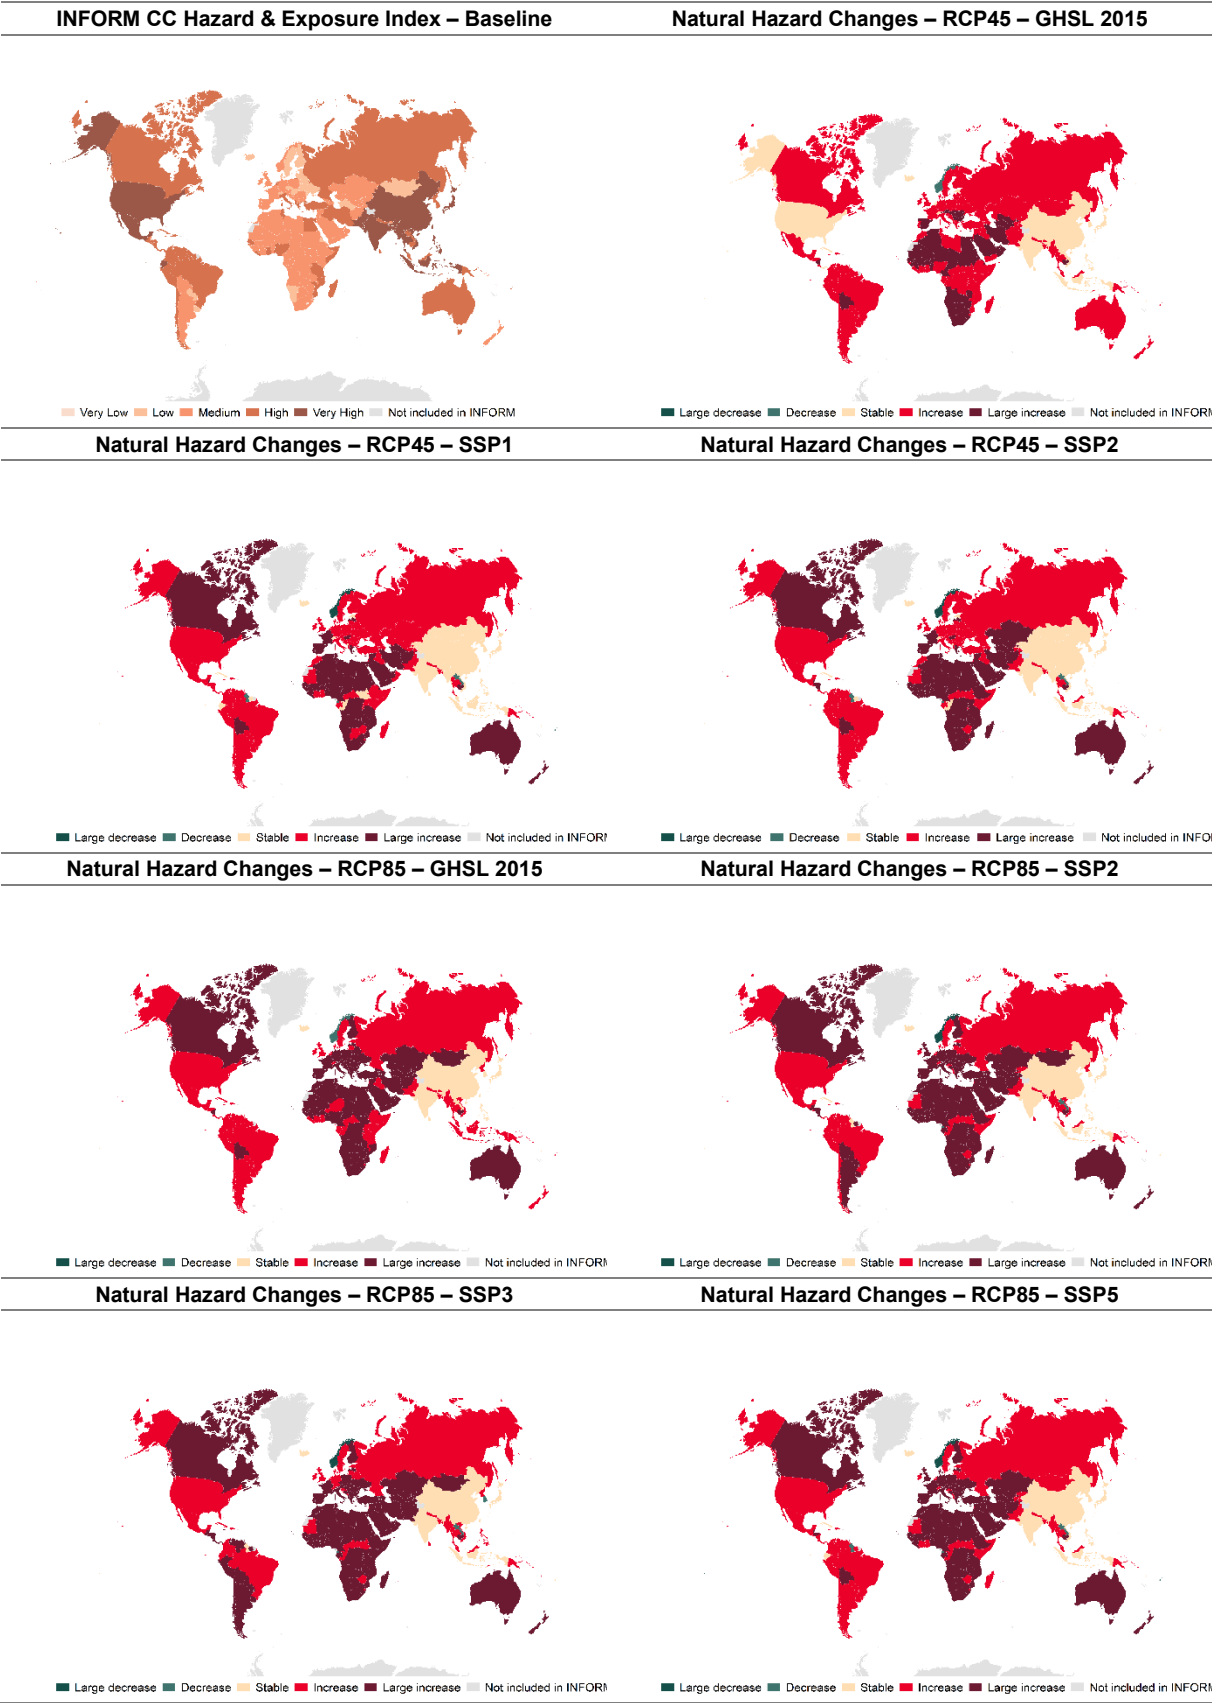 INFORM CC Hazard & Exposure Index – Baseline
Natural Hazard Changes – RCP45 – GHSL 2015
Very Low Low Medium High Very High Not included in INFORM
Large decrease Decrease Stable Increase Large increase Not included in INFORM
Natural Hazard Changes – RCP45 – SSP1
Natural Hazard Changes – RCP45 – SSP2
Large decrease Decrease Stable Increase Large increase Not included in INFORM
Large decrease Decrease Stable Increase Large increase Not included in INFO
Natural Hazard Changes – RCP85 – GHSL 2015
Natural Hazard Changes – RCP85 – SSP2
Large decrease Decrease Stable Increase Large increase Not included in INFORM
Large decrease Decrease Stable Increase Large increase Not included in INFORM
Natural Hazard Changes – RCP85 – SSP3
Natural Hazard Changes – RCP85 – SSP5
Large decrease Decrease Stable Increase Large increase Not included in INFORM
Large decrease Decrease Stable Increase Large increase Not included in INFORM